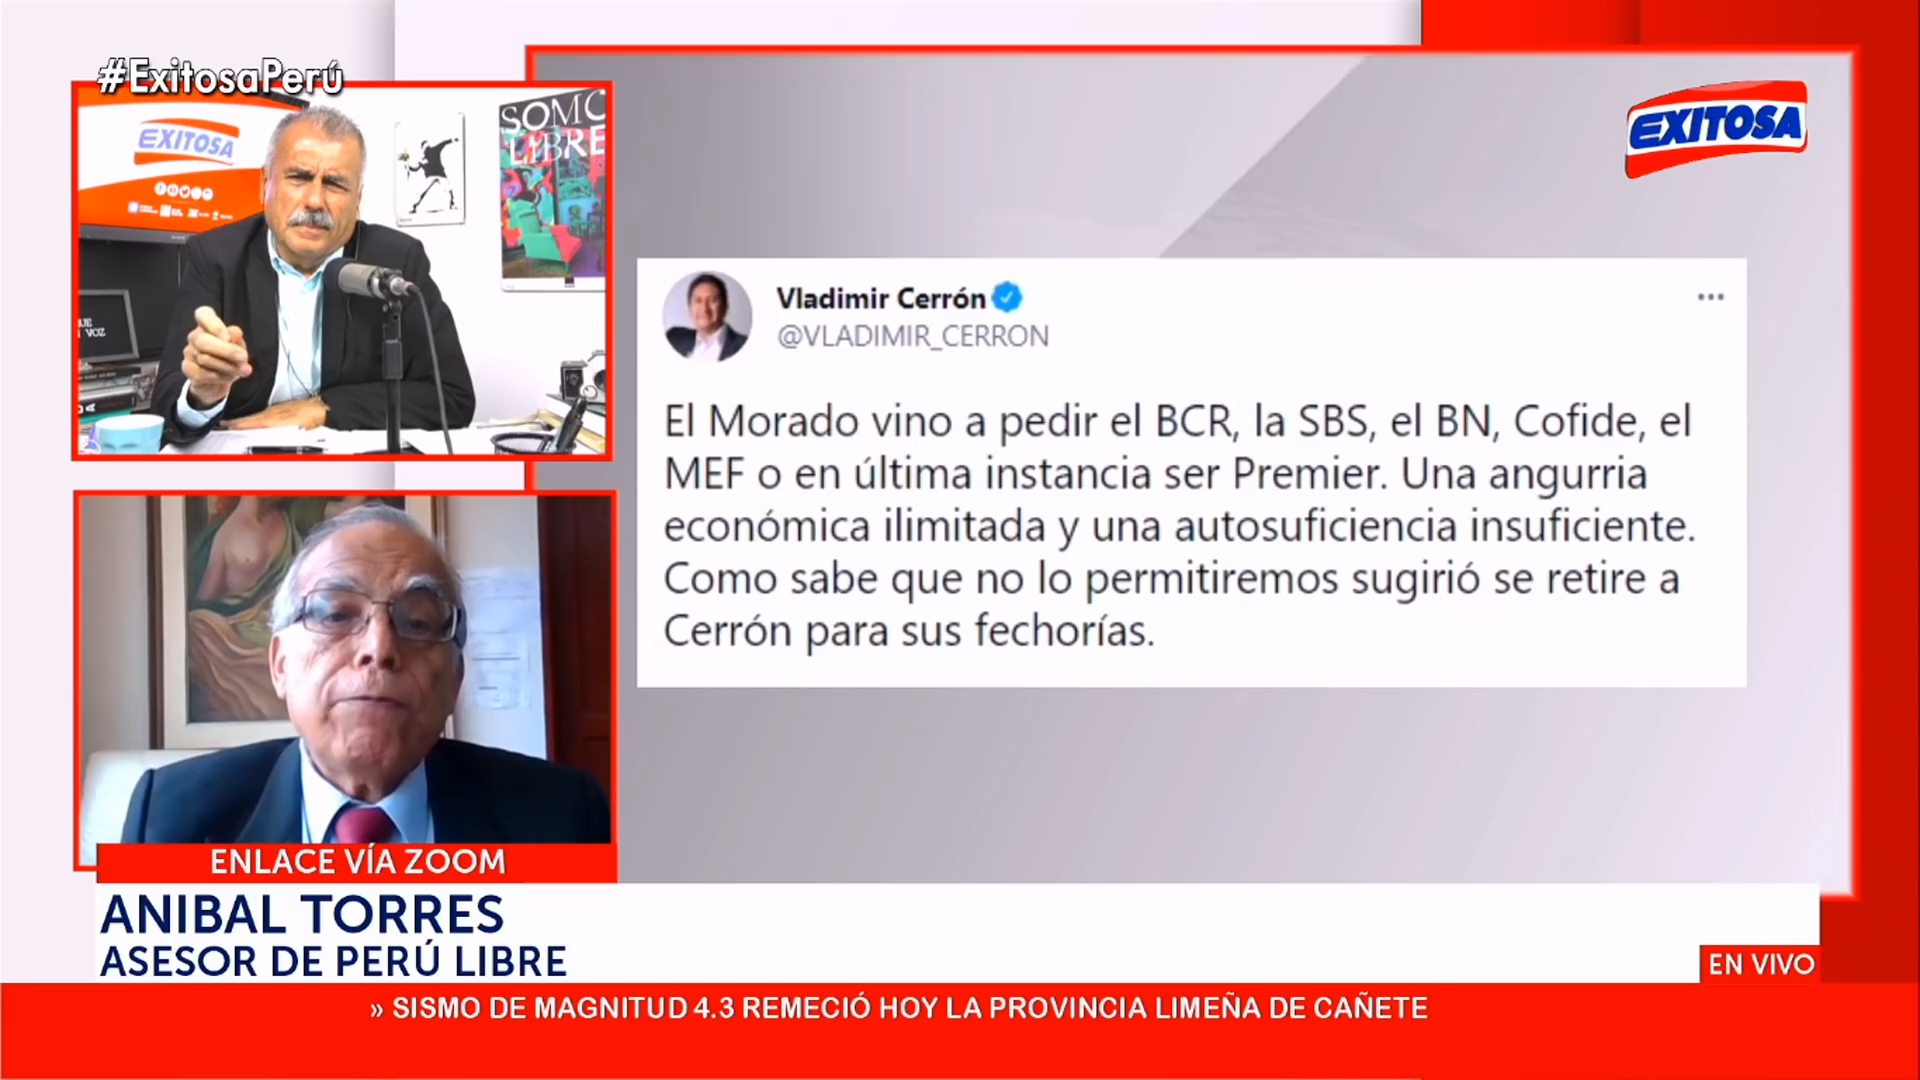 #ExitosaPerú
EXITOSA
SOMO
LIBRE
UE
VOZ
EXITOSA
Vladimir Cerrón
@VLADIMIR_CERRON
El Morado vino a pedir el BCR, la SBS, el BN, Cofide, el
MEF o en última instancia ser Premier. Una angurria
económica ilimitada y una autosuficiencia insuficiente.
Como sabe que no lo permitiremos sugirió se retire a
Cerrón para sus fechorías.
ENLACE VÍA ZOOM
ANIBAL TORRES
ASESOR DE PERÚ LIBRE
EN VIVO
» SISMO DE MAGNITUD 4.3 REMECIÓ HOY LA PROVINCIA LIMEÑA DE CAÑETE